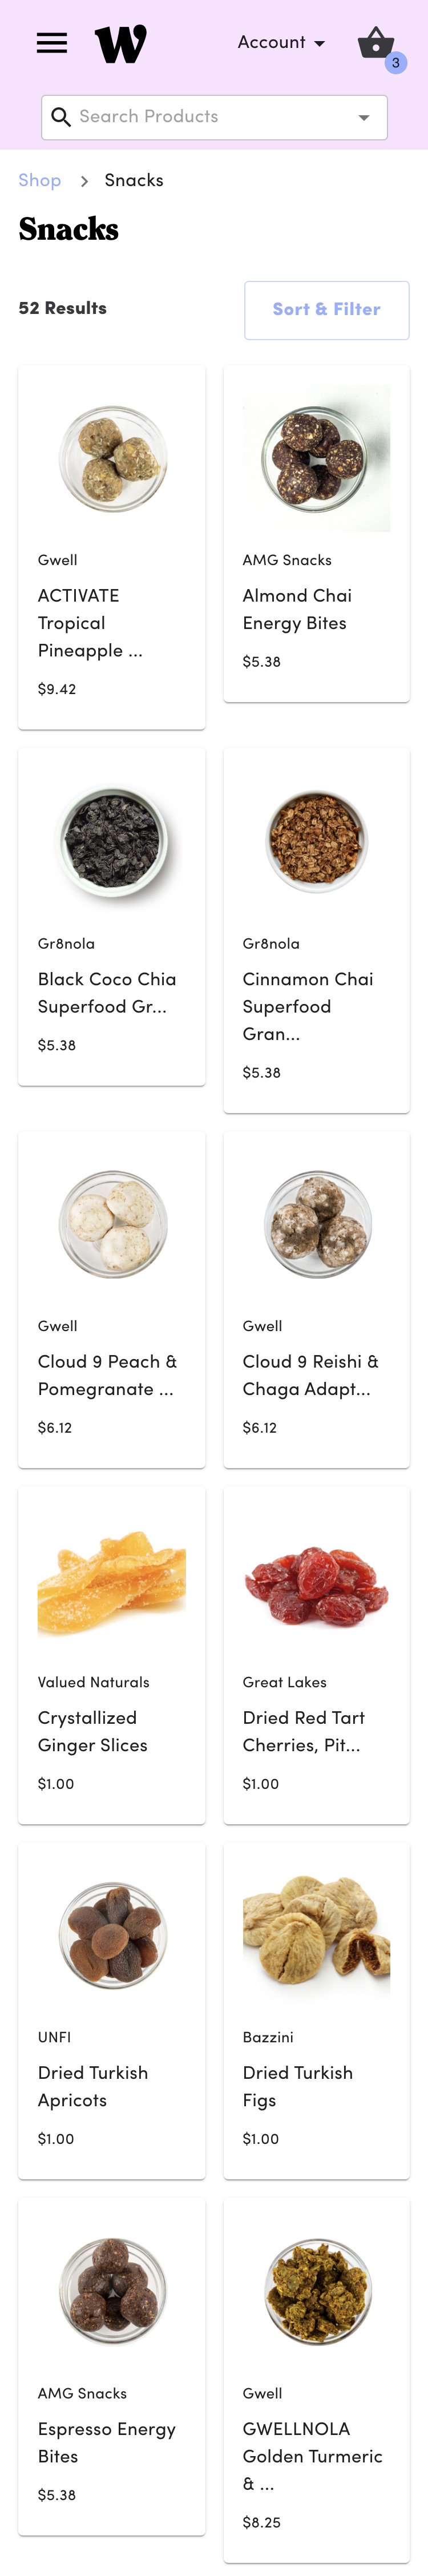 W
Account
3
Search Products
Shop > Snacks
Snacks
52 Results
Sort & Filter
Gwell
ACTIVATE
Tropical
Pineapple ...
$9.42
AMG Snacks
Almond Chai
Energy Bites
$5.38
Gr8nola
Black Coco Chia
Superfood Gr...
$5.38
Gr8nola
Cinnamon Chai
Superfood
Gran...
$5.38
Gwell
Cloud 9 Peach &
Pomegranate ...
$6.12
Gwell
Cloud 9 Reishi &
Chaga Adapt...
$6.12
Valued Naturals
Crystallized
Ginger Slices
$1.00
Great Lakes
Dried Red Tart
Cherries, Pit...
$1.00
UNFI
Dried Turkish
Apricots
$1.00
Bazzini
Dried Turkish
Figs
$1.00
AMG Snacks
Espresso Energy
Bites
$5.38
Gwell
GWELLNOLA
Golden Turmeric
& ...
$8.25